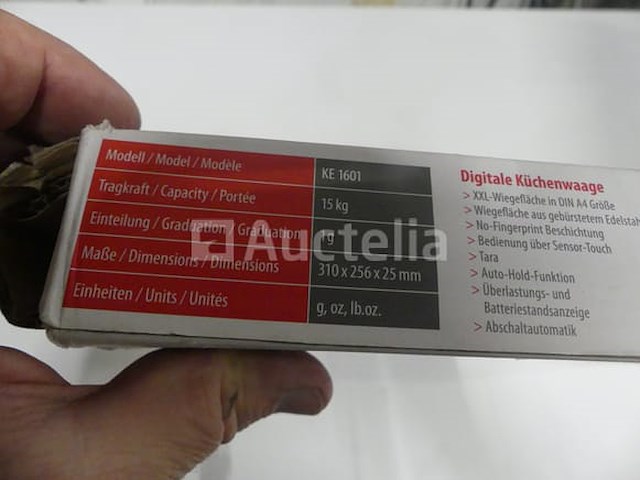 Modell / Model / Modèle KE 1601
Tragkraft / Capacity / Portée 15 kg
Einteilung / Graduation / Graduation 1 g
Maße / Dimensions / Dimensions 310 x 256 x 25 mm
Einheiten / Units / Unités g, oz, lb.oz.
Auctelia
Digitale Küchenwaage
> XXL-Wiegefläche in DIN A4 Größe
> Wiegefläche aus gebürstetem Edelstah
> No-Fingerprint Beschichtung
> Bedienung über Sensor-Touch
> Tara
> Auto-Hold-Funktion
> Überlastungs- und
Batteriestandsanzeige
> Abschaltautomatik